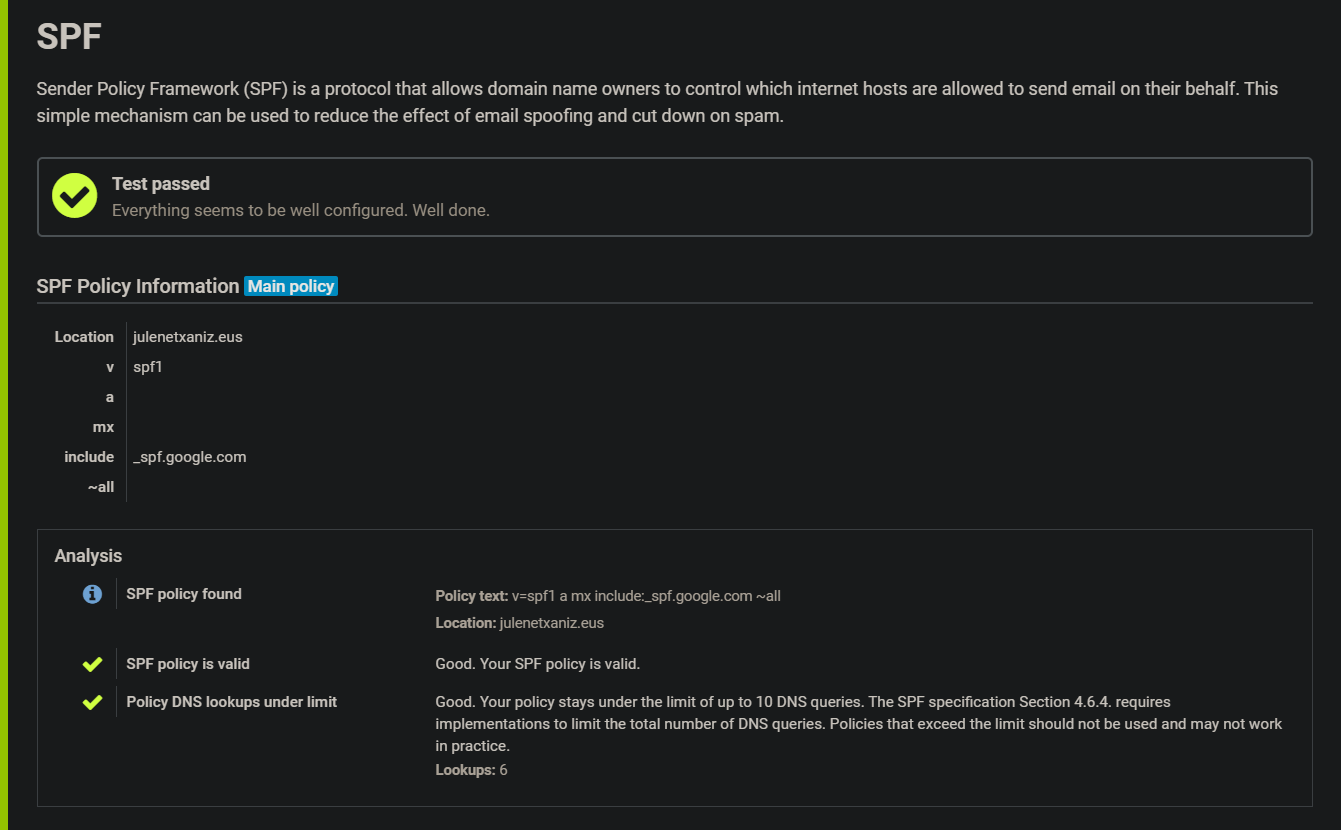 SPF
Sender Policy Framework (SPF) is a protocol that allows domain name owners to control which internet hosts are allowed to send email on their behalf. This
simple mechanism can be used to reduce the effect of email spoofing and cut down on spam.
Test passed
Everything seems to be well configured. Well done.
SPF Policy Information Main policy
Location julenetxaniz.eus
v spf1
a
mx
include _spf.google.com
~all
Analysis
SPF policy found Policy text: v=spf1 a mx include:_spf.google.com ~all
Location: julenetxaniz.eus
SPF policy is valid Good. Your SPF policy is valid.
Policy DNS lookups under limit Good. Your policy stays under the limit of up to 10 DNS queries. The SPF specification Section 4.6.4. requires
implementations to limit the total number of DNS queries. Policies that exceed the limit should not be used and may not work
in practice.
Lookups: 6